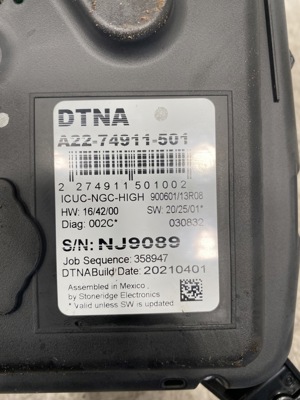 DTNA
A22-74911-501
2 274911 501002
ICUC-NGC-HIGH 900601/13R08
HW: 16/42/00 SW: 20/25/01*
Diag: 002C* 030832
S/N: NJ9089
Job Sequence: 358947
DTNABuild Date: 20210401
Assembled in Mexico
by Stoneridge Electronics
* Valid unless SW is updated